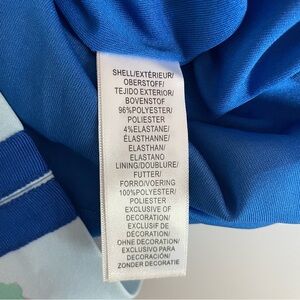 SHELL/EXTÉRIEUR/
OBERSTOFF/
TEJIDO EXTERIOR/
BOVENSTOF
96%POLYESTER/
POLIESTER
4%ELASTANE/
ÉLASTHANNE/
ELASTHAN/
ELASTANO
LINING/DOUBLURE/
FUTTER/
FORRO/VOERING
100%POLYESTER/
POLIESTER
EXCLUSIVE OF
DECORATION/
EXCLUSIF DE
DÉCORATION/
OHNE DECORATION/
EXCLUSIVO PARA
DECORACIÓN/
ZONDER DECORATIE